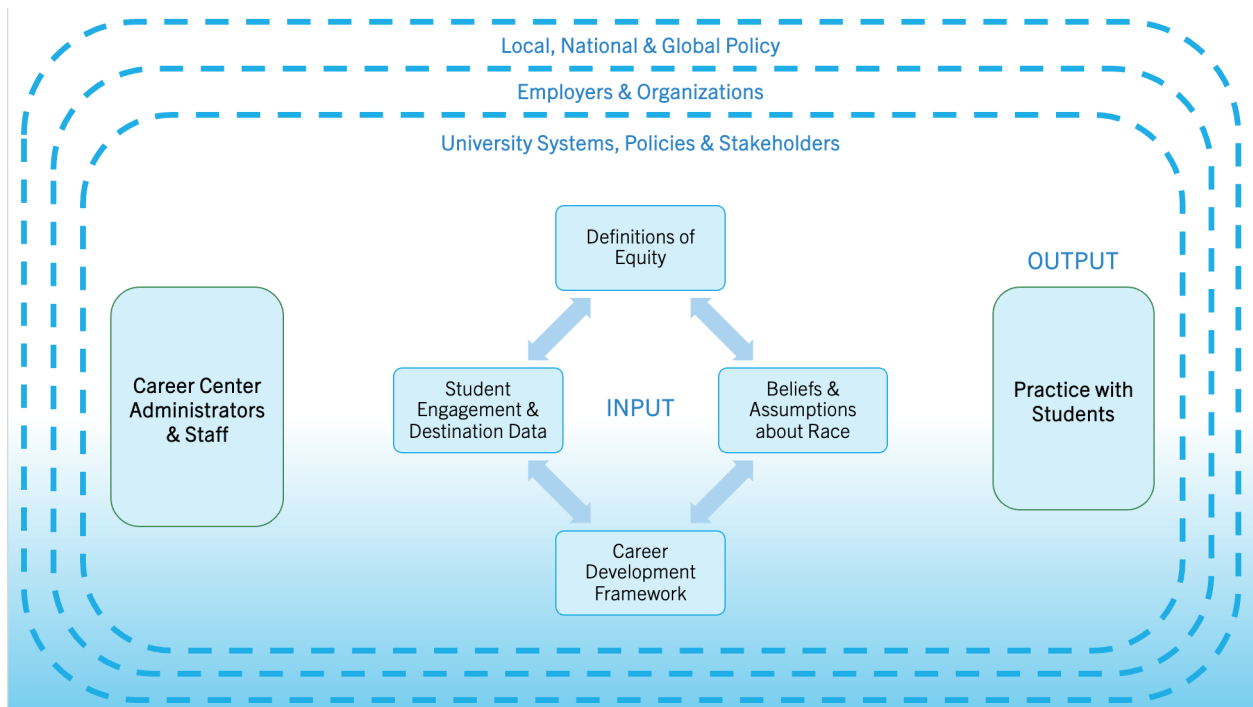 Local, National & Global Policy
Employers & Organizations
University Systems, Policies & Stakeholders
Definitions of
Equity
OUTPUT
Career Center
Administrators
& Staff
Student
Engagement &
Destination Data
INPUT
Beliefs &
Assumptions
about Race
Practice with
Students
Career
Development
Framework